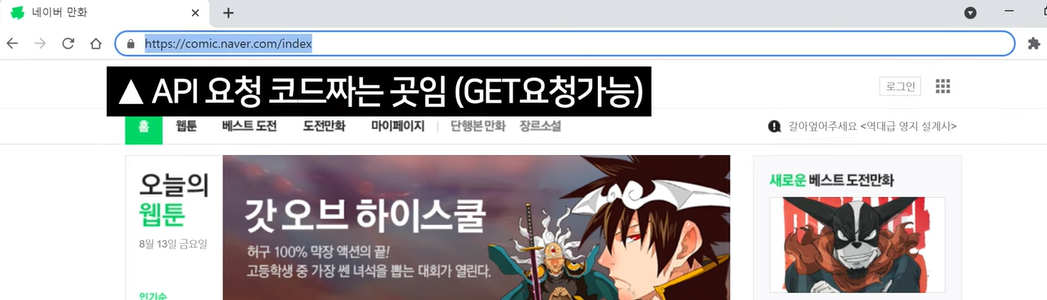 네이버 만화
https://comic.naver.com/index
▲ API 요청 코드짜는 곳임 (GET요청가능)
로그인
홈 웹툰 베스트 도전 도전만화 마이페이지 단행본 만화 장르소설
갈아엎어주세요 <역대급 영지 설계사>
오늘의
웹툰
8월 13일 금요일
인기순
갓 오브 하이스쿨
허구 100% 막장 액션의 끝!
고등학생 중 가장 쎈 녀석을 뽑는 대회가 열린다.
새로운 베스트 도전만화